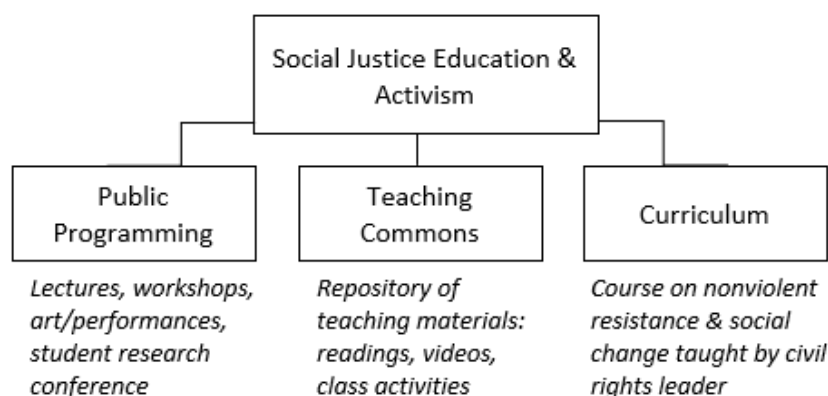 Social Justice Education &
Activism
Public
Programming
Teaching
Commons
Curriculum
Lectures, workshops,
art/performances,
student research
conference
Repository of
teaching materials:
readings, videos,
class activities
Course on nonviolent
resistance & social
change taught by civil
rights leader